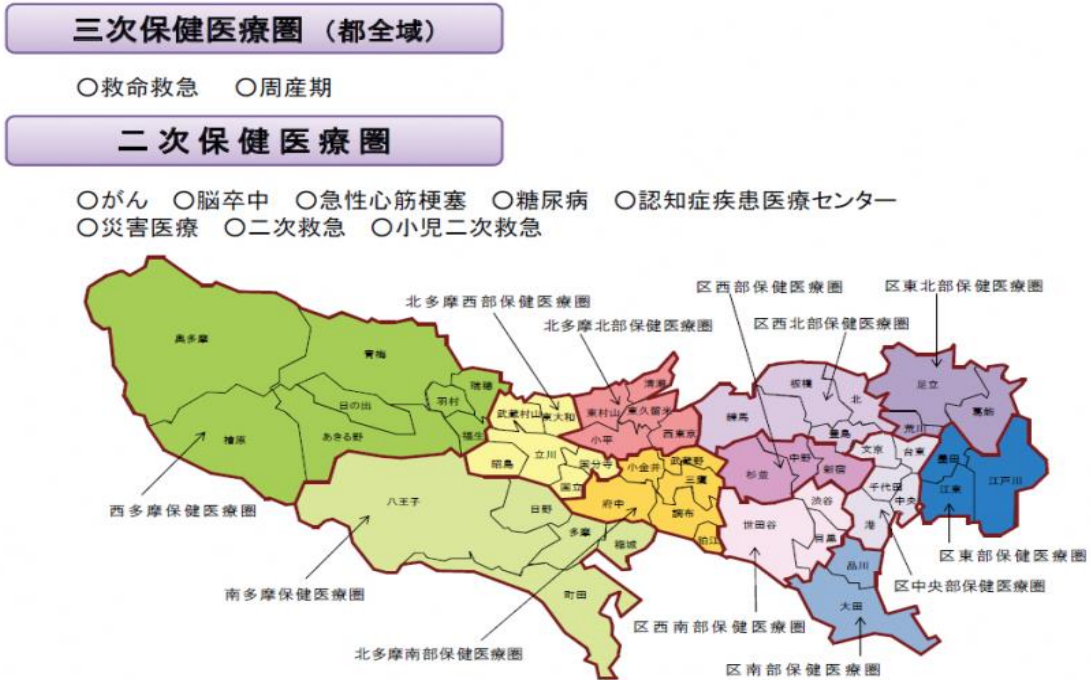 三次保健医療圏 （都全域）
○救命救急 ○周産期
二次保健医療圏
○がん ○脳卒中 ○急性心筋梗塞 ○糖尿病 ○認知症疾患医療センター
○災害医療 ○二次救急 ○小児二次救急
北多摩西部保健医療圏
北多摩北部保健医療圏
区西部保健医療圏
区西北部保健医療圏
区東北部保健医療圏
奥多摩
青梅
瑞穂
羽村
日の出
福生
あきる野
檜原
武蔵村山
東大和
昭島
立川
国分寺
国立
清瀬
東村山
東久留米
小平
西東京
小金井
武蔵野
三鷹
府中
調布
狛江
八王子
日野
多摩
稲城
町田
練馬
板橋
北
豊島
杉並
中野
新宿
足立
葛飾
荒川
文京
台東
千代田
中央
港
墨田
江東
江戸川
世田谷
渋谷
目黒
品川
大田
西多摩保健医療圏
南多摩保健医療圏
北多摩南部保健医療圏
区西南部保健医療圏
区南部保健医療圏
区中央部保健医療圏
区東部保健医療圏